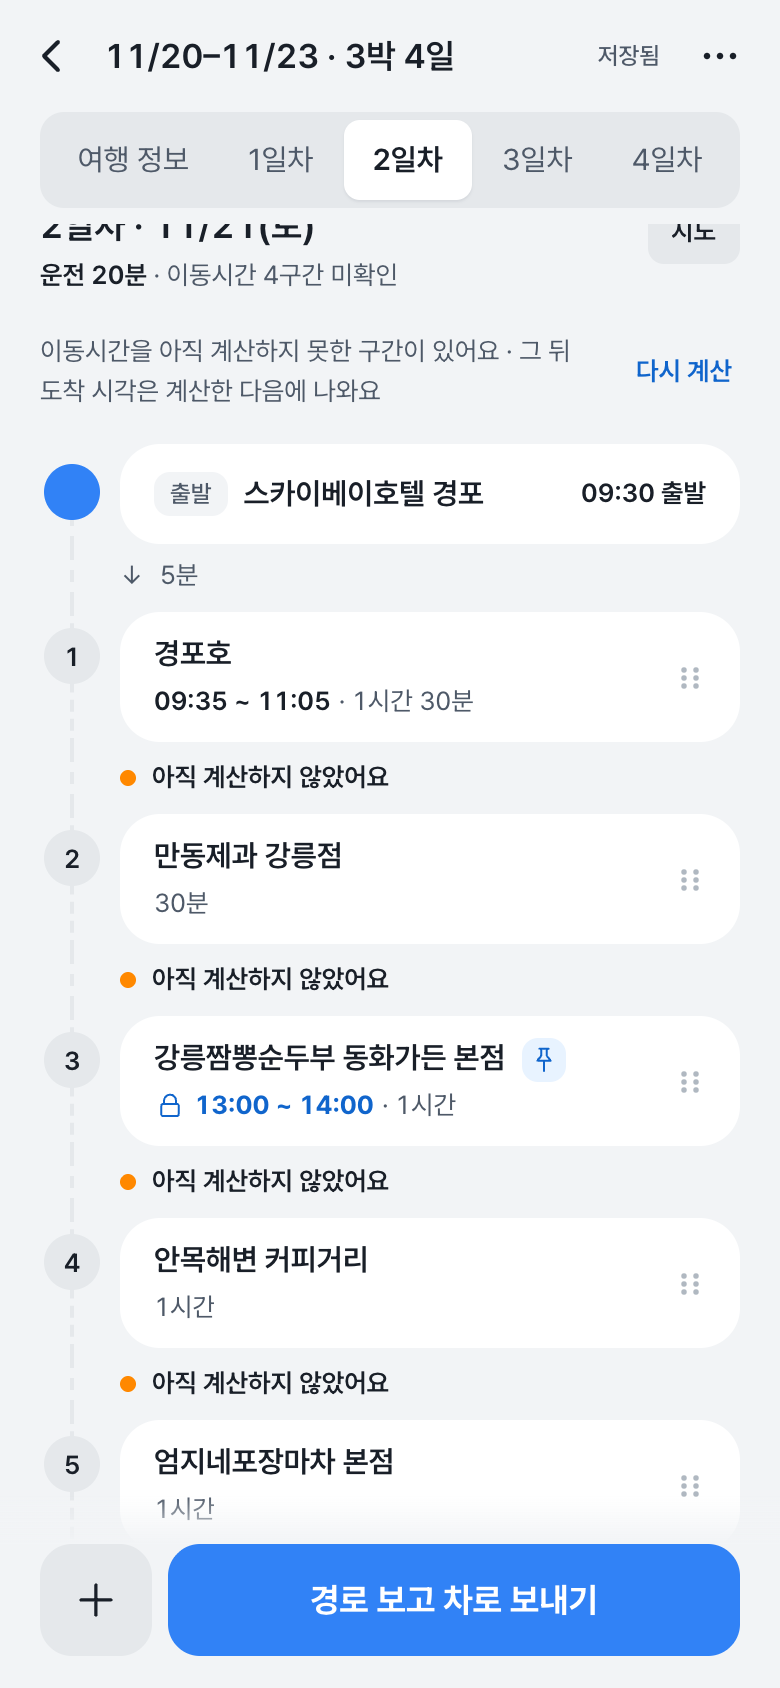 11/20–11/23 · 3박 4일
저장됨
여행 정보
1일차
2일차
3일차
4일차
2일차 · 11/21(토)
지도
운전 20분 · 이동시간 4구간 미확인
이동시간을 아직 계산하지 못한 구간이 있어요 · 그 뒤
도착 시각은 계산한 다음에 나와요
다시 계산
출발 스카이베이호텔 경포 09:30 출발
↓ 5분
1
경포호
09:35 ~ 11:05 · 1시간 30분
아직 계산하지 않았어요
2
만동제과 강릉점
30분
아직 계산하지 않았어요
3
강릉짬뽕순두부 동화가든 본점
13:00 ~ 14:00 · 1시간
아직 계산하지 않았어요
4
안목해변 커피거리
1시간
아직 계산하지 않았어요
5
엄지네포장마차 본점
1시간
경로 보고 차로 보내기